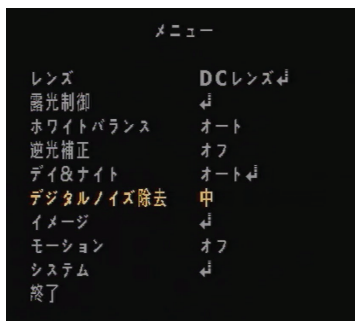 メニュー
レンズ DCレンズ↲
露光制御 ↲
ホワイトバランス オート
逆光補正 オフ
デイ&ナイト オート↲
デジタルノイズ除去 中
イメージ ↲
モーション オフ
システム ↲
終了